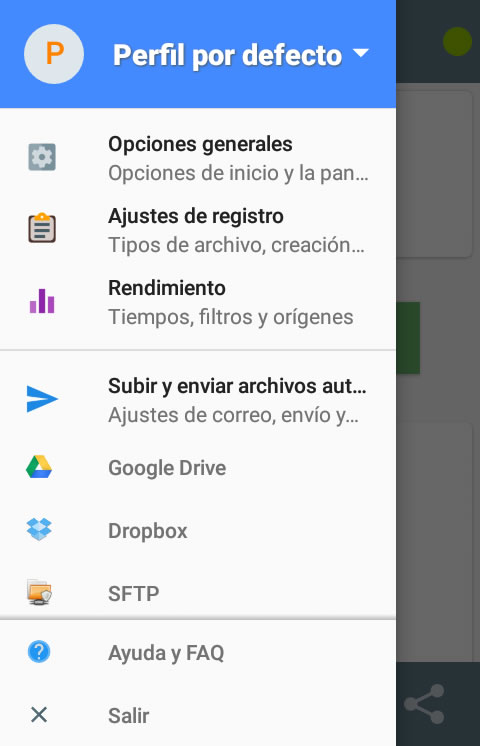 P
Perfil por defecto
Opciones generales
Opciones de inicio y la pan...
Ajustes de registro
Tipos de archivo, creación...
Rendimiento
Tiempos, filtros y orígenes
Subir y enviar archivos aut...
Ajustes de correo, envío y...
Google Drive
Dropbox
SFTP
Ayuda y FAQ
Salir